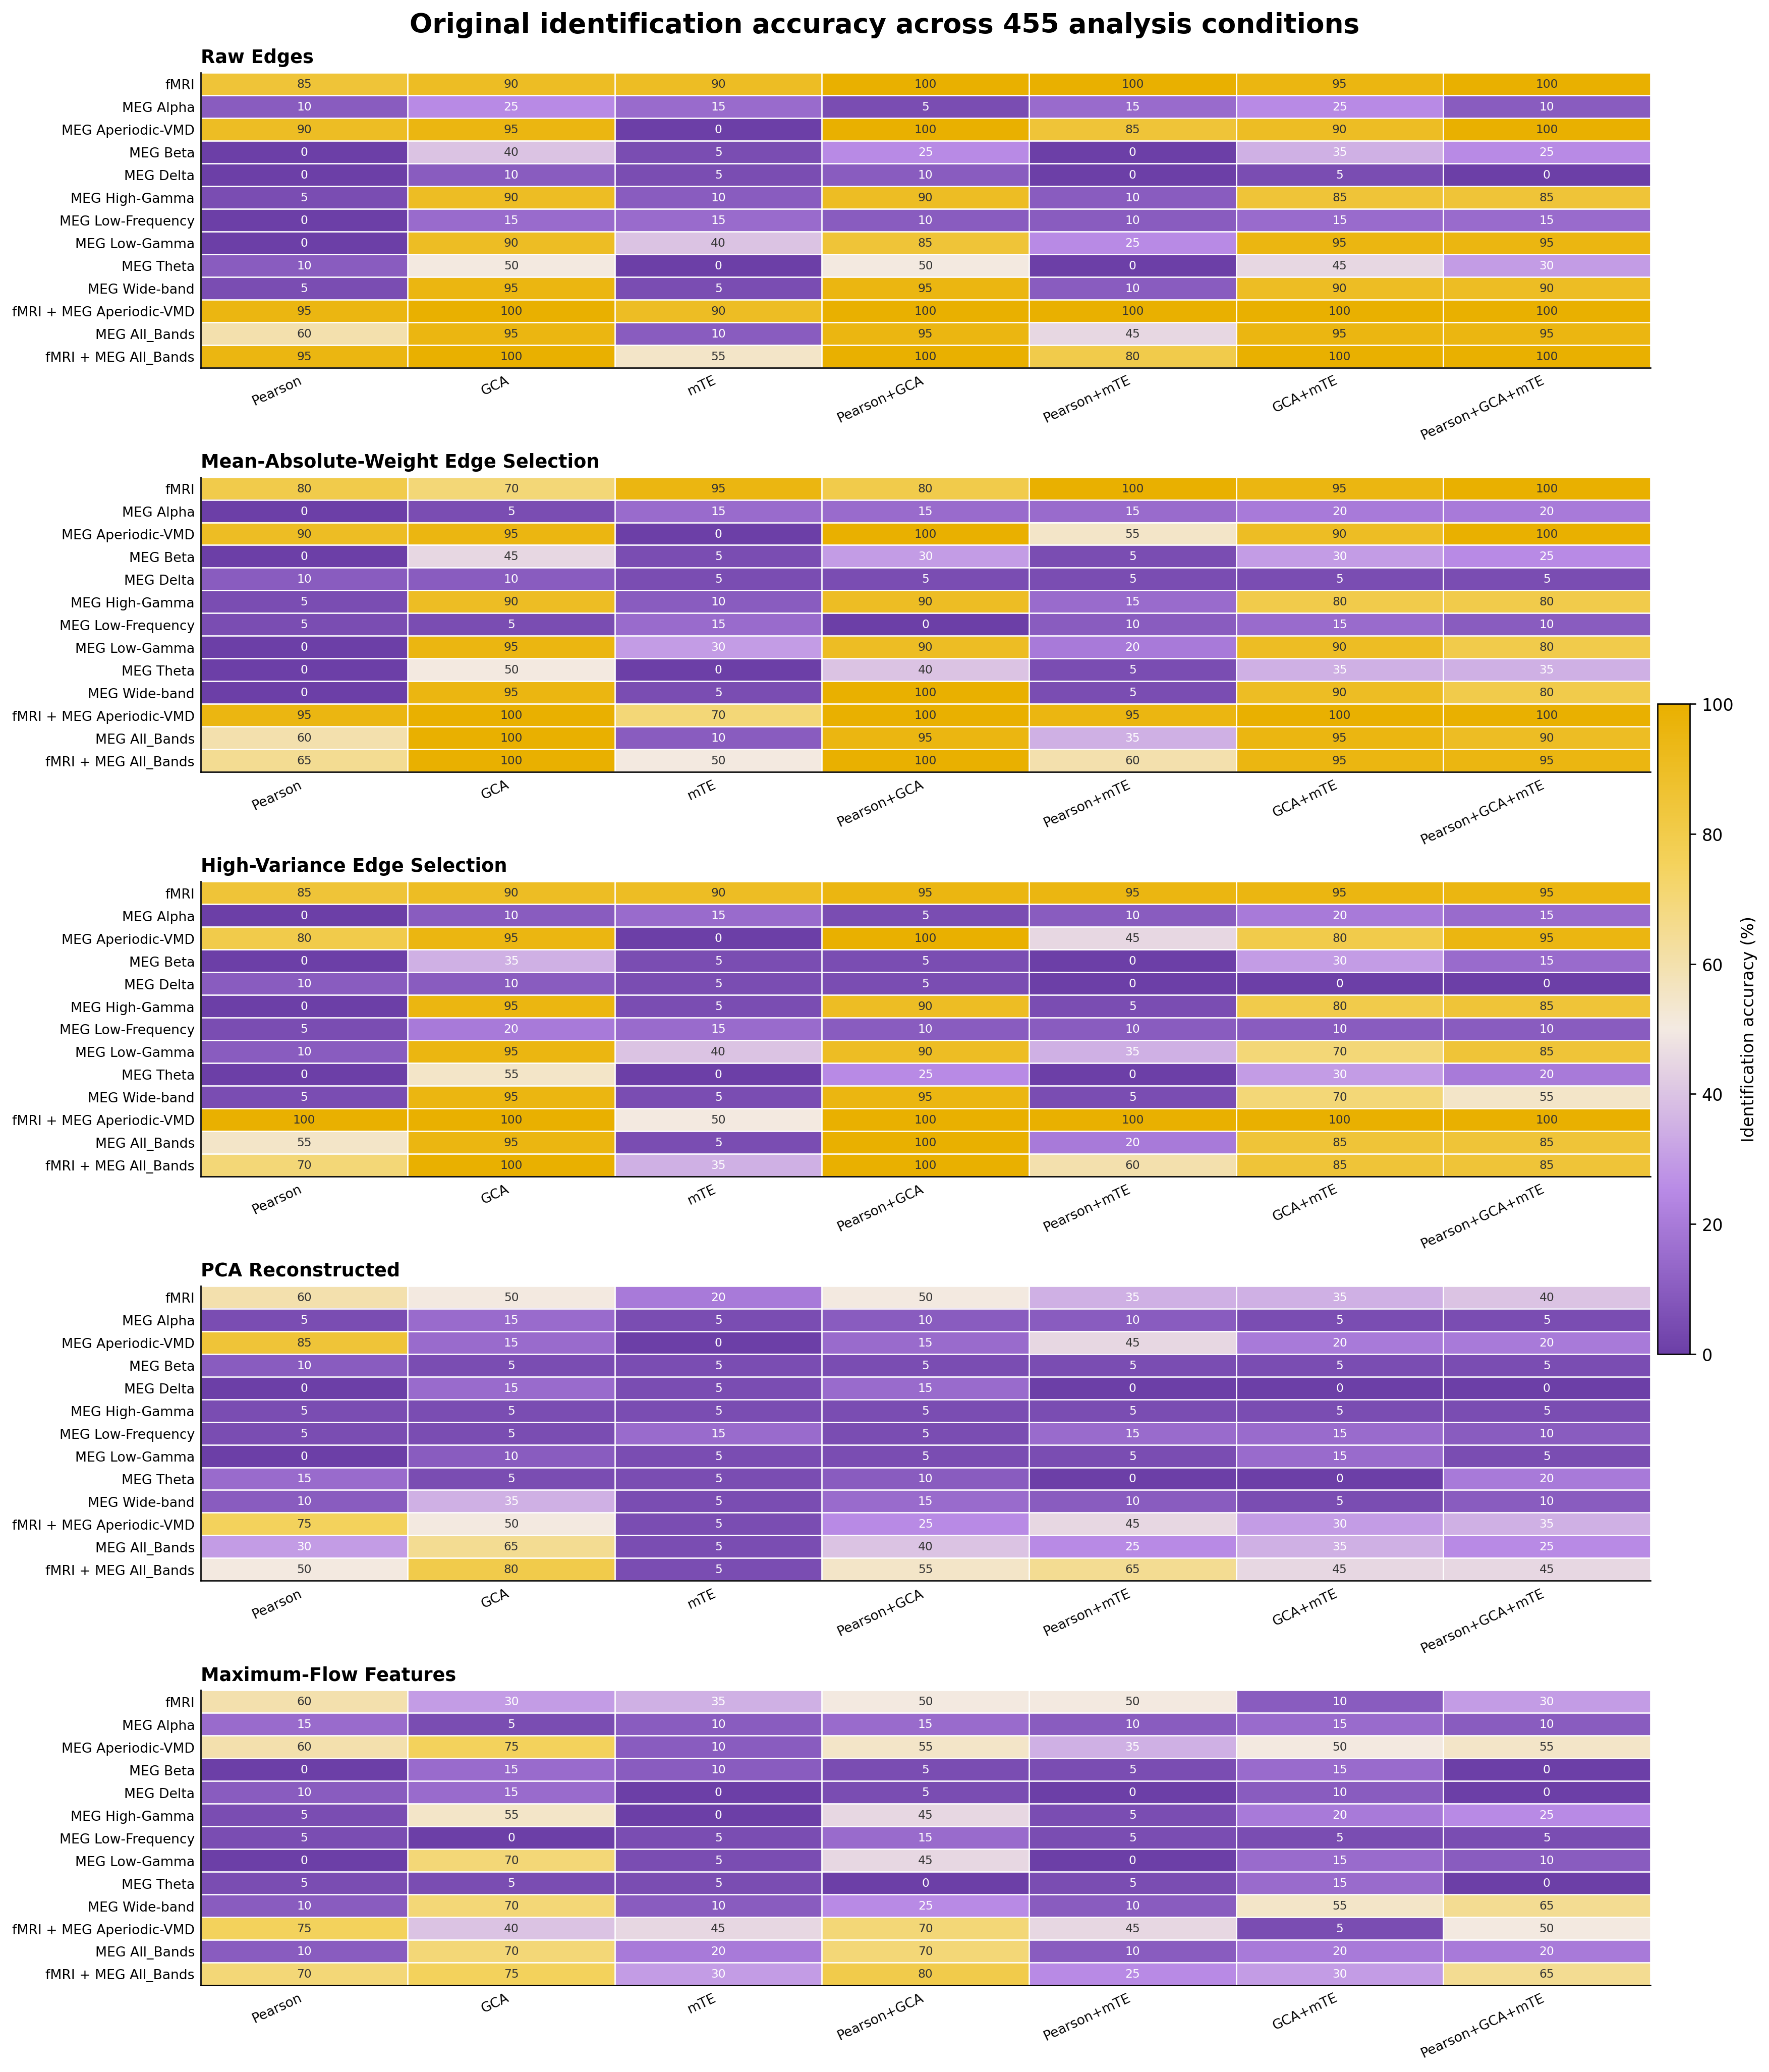 Original identification accuracy across 455 analysis conditions
Raw Edges
fMRI 85 90 90 100 100 95 100
MEG Alpha 10 25 15 5 15 25 10
MEG Aperiodic-VMD 90 95 0 100 85 90 100
MEG Beta 0 40 5 25 0 35 25
MEG Delta 0 10 5 10 0 5 0
MEG High-Gamma 5 90 10 90 10 85 85
MEG Low-Frequency 0 15 15 10 10 15 15
MEG Low-Gamma 0 90 40 85 25 95 95
MEG Theta 10 50 0 50 0 45 30
MEG Wide-band 5 95 5 95 10 90 90
fMRI + MEG Aperiodic-VMD 95 100 90 100 100 100 100
MEG All_Bands 60 95 10 95 45 95 95
fMRI + MEG All_Bands 95 100 55 100 80 100 100
Pearson GCA mTE Pearson+GCA Pearson+mTE GCA+mTE Pearson+GCA+mTE
Mean-Absolute-Weight Edge Selection
fMRI 80 70 95 80 100 95 100
MEG Alpha 0 5 15 15 15 20 20
MEG Aperiodic-VMD 90 95 0 100 55 90 100
MEG Beta 0 45 5 30 5 30 25
MEG Delta 10 10 5 5 5 5 5
MEG High-Gamma 5 90 10 90 15 80 80
MEG Low-Frequency 5 5 15 0 10 15 10
MEG Low-Gamma 0 95 30 90 20 90 80
MEG Theta 0 50 0 40 5 35 35
MEG Wide-band 0 95 5 100 5 90 80
fMRI + MEG Aperiodic-VMD 95 100 70 100 95 100 100
MEG All_Bands 60 100 10 95 35 95 90
fMRI + MEG All_Bands 65 100 50 100 60 95 95
Pearson GCA mTE Pearson+GCA Pearson+mTE GCA+mTE Pearson+GCA+mTE
High-Variance Edge Selection
fMRI 85 90 90 95 95 95 95
MEG Alpha 0 10 15 5 10 20 15
MEG Aperiodic-VMD 80 95 0 100 45 80 95
MEG Beta 0 35 5 5 0 30 15
MEG Delta 10 10 5 5 0 0 0
MEG High-Gamma 0 95 5 90 5 80 85
MEG Low-Frequency 5 20 15 10 10 10 10
MEG Low-Gamma 10 95 40 90 35 70 85
MEG Theta 0 55 0 25 0 30 20
MEG Wide-band 5 95 5 95 5 70 55
fMRI + MEG Aperiodic-VMD 100 100 50 100 100 100 100
MEG All_Bands 55 95 5 100 20 85 85
fMRI + MEG All_Bands 70 100 35 100 60 85 85
Pearson GCA mTE Pearson+GCA Pearson+mTE GCA+mTE Pearson+GCA+mTE
PCA Reconstructed
fMRI 60 50 20 50 35 35 40
MEG Alpha 5 15 5 10 10 5 5
MEG Aperiodic-VMD 85 15 0 15 45 20 20
MEG Beta 10 5 5 5 5 5 5
MEG Delta 0 15 5 15 0 0 0
MEG High-Gamma 5 5 5 5 5 5 5
MEG Low-Frequency 5 5 15 5 15 15 10
MEG Low-Gamma 0 10 5 5 5 15 5
MEG Theta 15 5 5 10 0 0 20
MEG Wide-band 10 35 5 15 10 5 10
fMRI + MEG Aperiodic-VMD 75 50 5 25 45 30 35
MEG All_Bands 30 65 5 40 25 35 25
fMRI + MEG All_Bands 50 80 5 55 65 45 45
Pearson GCA mTE Pearson+GCA Pearson+mTE GCA+mTE Pearson+GCA+mTE
Maximum-Flow Features
fMRI 60 30 35 50 50 10 30
MEG Alpha 15 5 10 15 10 15 10
MEG Aperiodic-VMD 60 75 10 55 35 50 55
MEG Beta 0 15 10 5 5 15 0
MEG Delta 10 15 0 5 0 10 0
MEG High-Gamma 5 55 0 45 5 20 25
MEG Low-Frequency 5 0 5 15 5 5 5
MEG Low-Gamma 0 70 5 45 0 15 10
MEG Theta 5 5 5 0 5 15 0
MEG Wide-band 10 70 10 25 10 55 65
fMRI + MEG Aperiodic-VMD 75 40 45 70 45 5 50
MEG All_Bands 10 70 20 70 10 20 20
fMRI + MEG All_Bands 70 75 30 80 25 30 65
Pearson GCA mTE Pearson+GCA Pearson+mTE GCA+mTE Pearson+GCA+mTE
100
80
60
40
20
0
Identification accuracy (%)